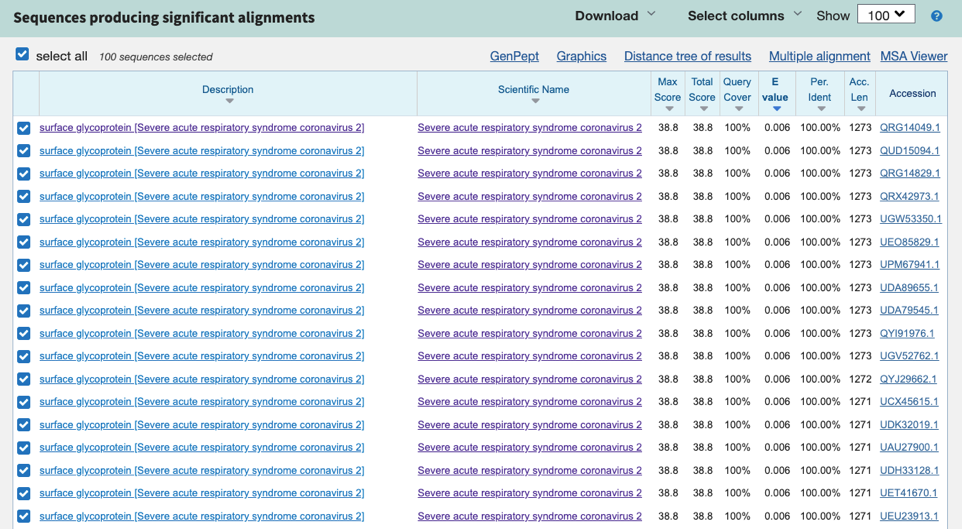 Sequences producing significant alignments Download Select columns Show 100 ?
select all 100 sequences selected GenPept Graphics Distance tree of results Multiple alignment MSA Viewer
Description Scientific Name Max Score Total Score Query Cover E value Per. Ident Acc. Len Accession
surface glycoprotein [Severe acute respiratory syndrome coronavirus 2] Severe acute respiratory syndrome coronavirus 2 38.8 38.8 100% 0.006 100.00% 1273 QRG14049.1
surface glycoprotein [Severe acute respiratory syndrome coronavirus 2] Severe acute respiratory syndrome coronavirus 2 38.8 38.8 100% 0.006 100.00% 1273 QUD15094.1
surface glycoprotein [Severe acute respiratory syndrome coronavirus 2] Severe acute respiratory syndrome coronavirus 2 38.8 38.8 100% 0.006 100.00% 1273 QRG14829.1
surface glycoprotein [Severe acute respiratory syndrome coronavirus 2] Severe acute respiratory syndrome coronavirus 2 38.8 38.8 100% 0.006 100.00% 1273 QRX42973.1
surface glycoprotein [Severe acute respiratory syndrome coronavirus 2] Severe acute respiratory syndrome coronavirus 2 38.8 38.8 100% 0.006 100.00% 1273 UGW53350.1
surface glycoprotein [Severe acute respiratory syndrome coronavirus 2] Severe acute respiratory syndrome coronavirus 2 38.8 38.8 100% 0.006 100.00% 1273 UEO85829.1
surface glycoprotein [Severe acute respiratory syndrome coronavirus 2] Severe acute respiratory syndrome coronavirus 2 38.8 38.8 100% 0.006 100.00% 1273 UPM67941.1
surface glycoprotein [Severe acute respiratory syndrome coronavirus 2] Severe acute respiratory syndrome coronavirus 2 38.8 38.8 100% 0.006 100.00% 1273 UDA89655.1
surface glycoprotein [Severe acute respiratory syndrome coronavirus 2] Severe acute respiratory syndrome coronavirus 2 38.8 38.8 100% 0.006 100.00% 1273 UDA79545.1
surface glycoprotein [Severe acute respiratory syndrome coronavirus 2] Severe acute respiratory syndrome coronavirus 2 38.8 38.8 100% 0.006 100.00% 1273 QYI91976.1
surface glycoprotein [Severe acute respiratory syndrome coronavirus 2] Severe acute respiratory syndrome coronavirus 2 38.8 38.8 100% 0.006 100.00% 1273 UGV52762.1
surface glycoprotein [Severe acute respiratory syndrome coronavirus 2] Severe acute respiratory syndrome coronavirus 2 38.8 38.8 100% 0.006 100.00% 1272 QYJ29662.1
surface glycoprotein [Severe acute respiratory syndrome coronavirus 2] Severe acute respiratory syndrome coronavirus 2 38.8 38.8 100% 0.006 100.00% 1271 UCX45615.1
surface glycoprotein [Severe acute respiratory syndrome coronavirus 2] Severe acute respiratory syndrome coronavirus 2 38.8 38.8 100% 0.006 100.00% 1271 UDK32019.1
surface glycoprotein [Severe acute respiratory syndrome coronavirus 2] Severe acute respiratory syndrome coronavirus 2 38.8 38.8 100% 0.006 100.00% 1271 UAU27900.1
surface glycoprotein [Severe acute respiratory syndrome coronavirus 2] Severe acute respiratory syndrome coronavirus 2 38.8 38.8 100% 0.006 100.00% 1271 UDH33128.1
surface glycoprotein [Severe acute respiratory syndrome coronavirus 2] Severe acute respiratory syndrome coronavirus 2 38.8 38.8 100% 0.006 100.00% 1271 UET41670.1
surface glycoprotein [Severe acute respiratory syndrome coronavirus 2] Severe acute respiratory syndrome coronavirus 2 38.8 38.8 100% 0.006 100.00% 1271 UEU23913.1